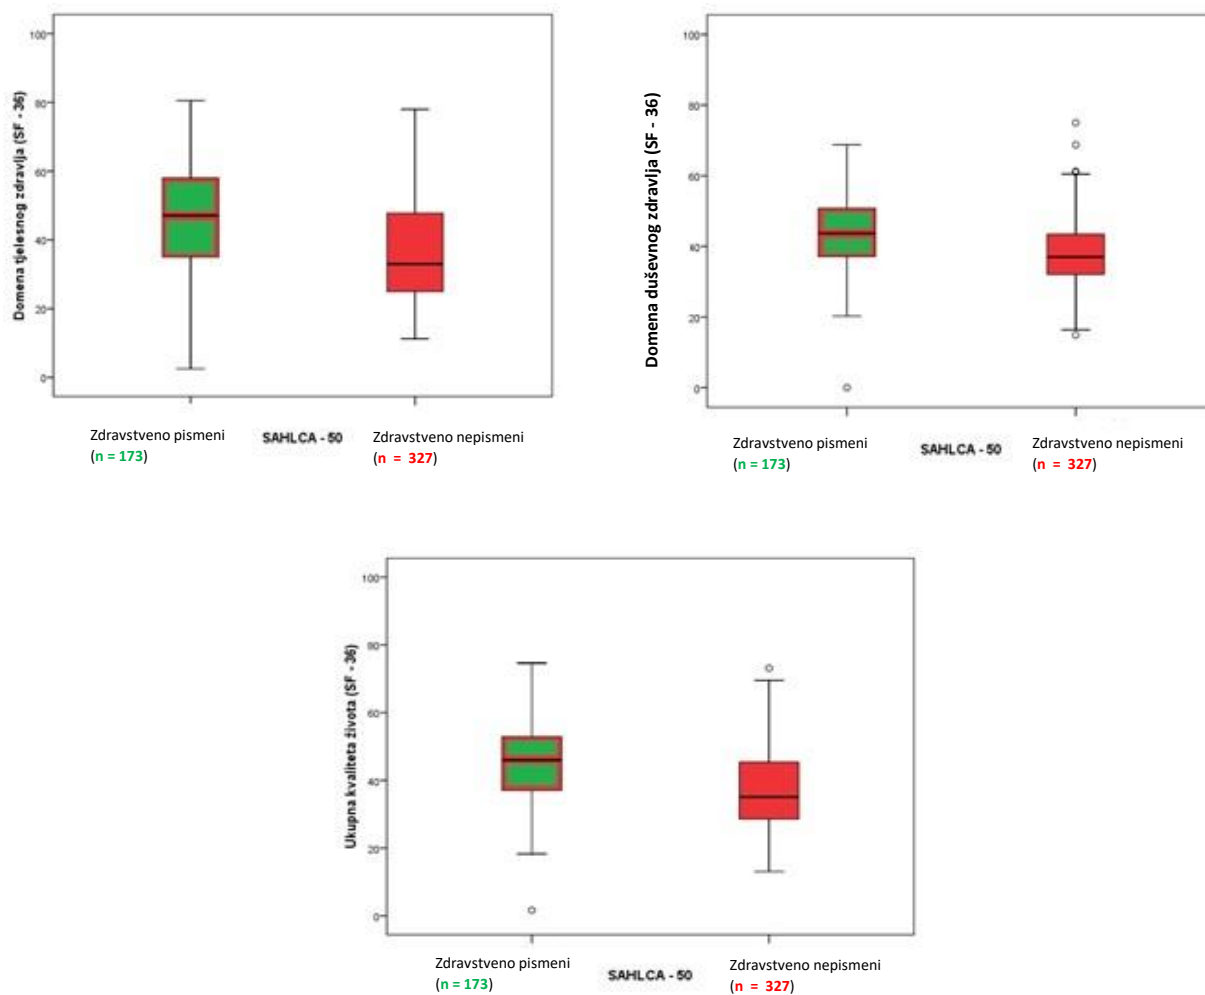 Domena tjelesnog zdravlja (SF - 36)
100
80
60
40
20
0
Zdravstveno pismeni
(n = 173)
SAHLCA - 50
Zdravstveno nepismeni
(n = 327)
Domena duševnog zdravlja (SF - 36)
100
80
60
40
20
0
Zdravstveno pismeni
(n = 173)
SAHLCA - 50
Zdravstveno nepismeni
(n = 327)
Ukupna kvaliteta života (SF - 36)
100
80
60
40
20
0
Zdravstveno pismeni
(n = 173)
SAHLCA - 50
Zdravstveno nepismeni
(n = 327)